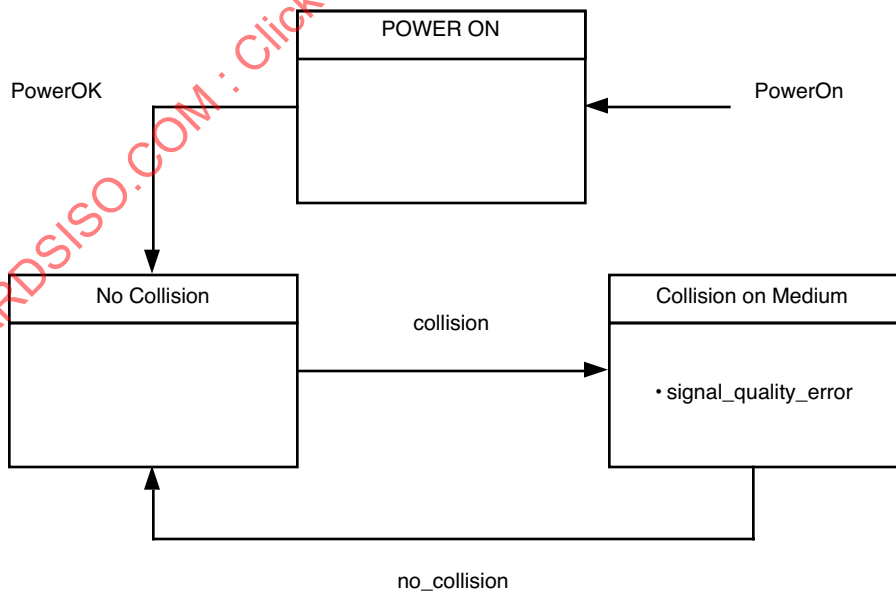 POWER ON
PowerOK
PowerOn
No Collision
Collision on Medium
collision
• signal_quality_error
no_collision
RDSISO.COM : Click